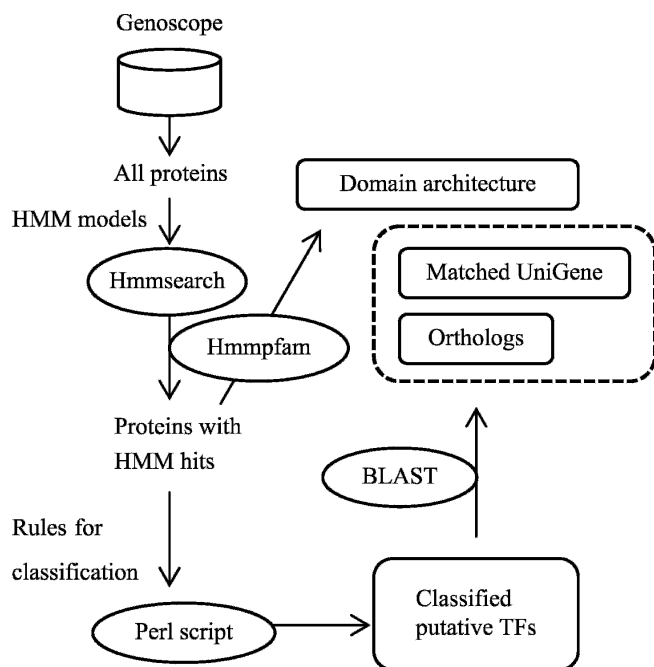 Genoscope
All proteins
Domain architecture
HMM models
Matched UniGene
Hmmsearch
Orthologs
Hmmpfam
Proteins with
HMM hits
BLAST
Rules for
classification
Classified
putative TFs
Perl script